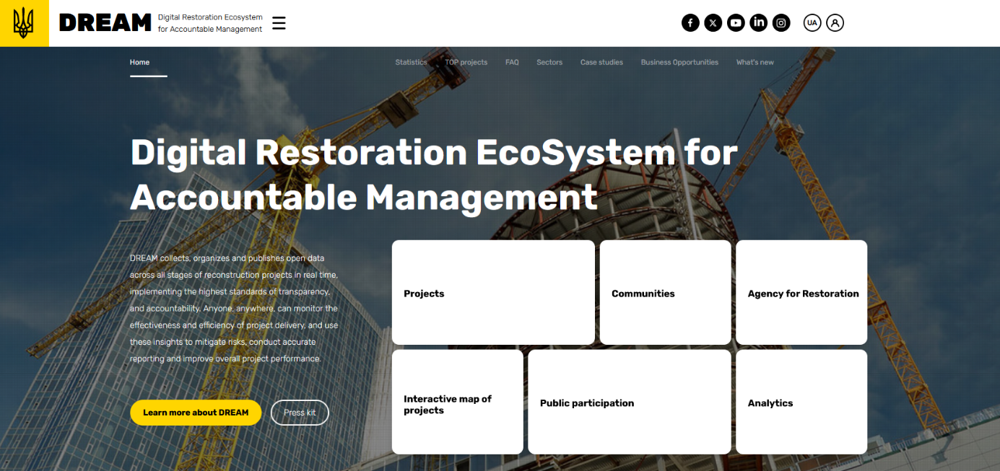 DREAM
Digital Restoration Ecosystem
for Accountable Management
UA
Home
Statistics
TOP projects
FAQ
Sectors
Case studies
Business Opportunities
What's new
Digital Restoration EcoSystem for
Accountable Management
DREAM collects, organizes and publishes open data
across all stages of reconstruction projects in real time,
implementing the highest standards of transparency,
and accountability. Anyone, anywhere, can monitor the
effectiveness and efficiency of project delivery, and use
these insights to mitigate risks, conduct accurate
reporting and improve overall project performance.
Learn more about DREAM
Press kit
Projects
Communities
Agency for Restoration
Interactive map of
projects
Public participation
Analytics